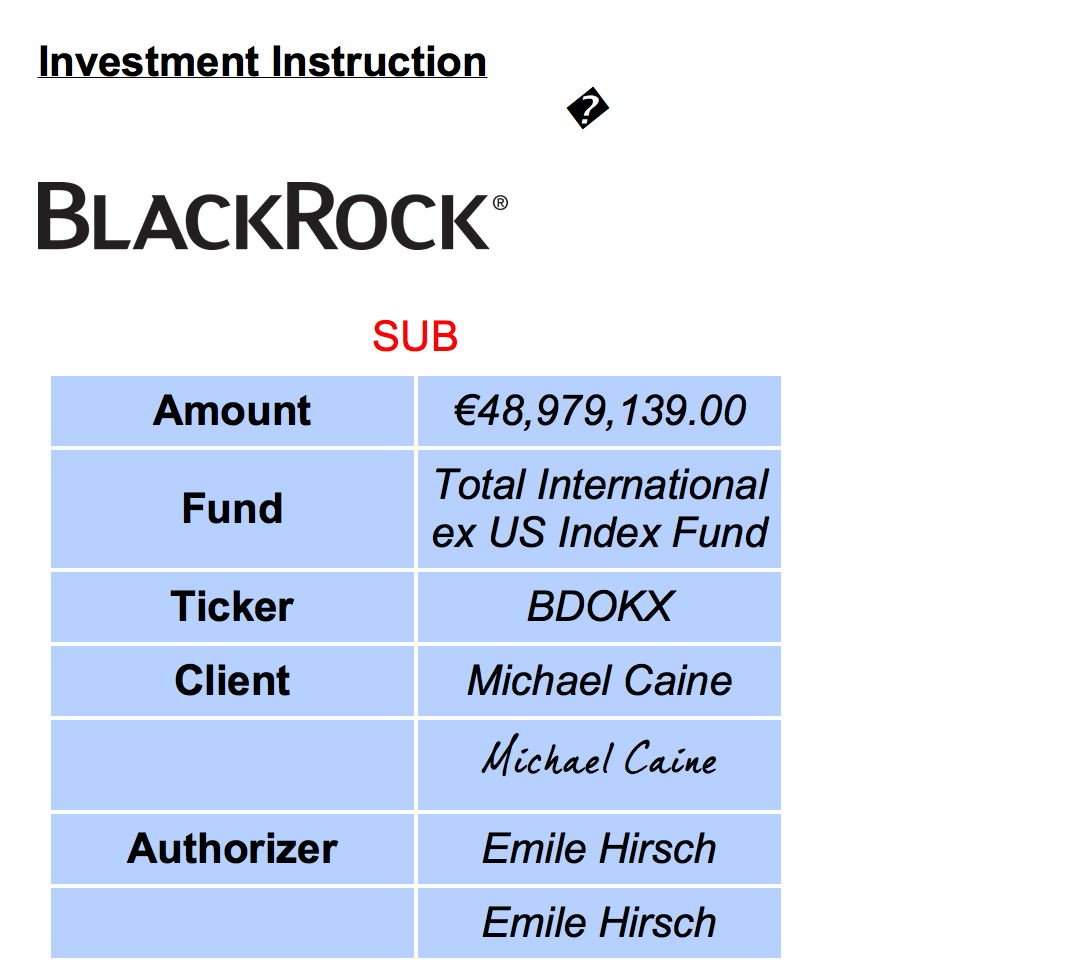 Investment Instruction
�
BLACKROCK®
SUB
Amount €48,979,139.00
Fund Total International
ex US Index Fund
Ticker BDOKX
Client Michael Caine
Michael Caine
Authorizer Emile Hirsch
Emile Hirsch